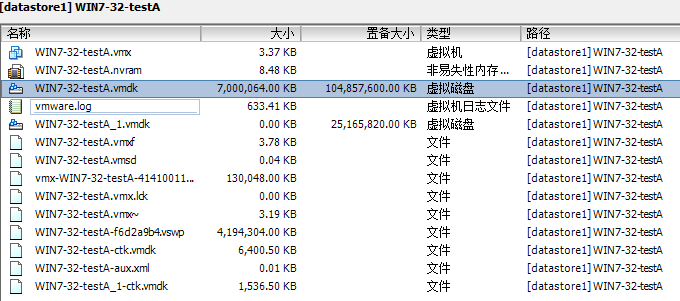 [datastore1] WIN7-32-testA
名称 大小 置备大小 类型 路径
WIN7-32-testA.vmx 3.37 KB 虚拟机 [datastore1] WIN7-32-testA
WIN7-32-testA.nvram 8.48 KB 非易失性内存... [datastore1] WIN7-32-testA
WIN7-32-testA.vmdk 7,000,064.00 KB 104,857,600.00 KB 虚拟磁盘 [datastore1] WIN7-32-testA
vmware.log 633.41 KB 虚拟机日志文件 [datastore1] WIN7-32-testA
WIN7-32-testA_1.vmdk 0.00 KB 25,165,820.00 KB 虚拟磁盘 [datastore1] WIN7-32-testA
WIN7-32-testA.vmxf 3.78 KB 文件 [datastore1] WIN7-32-testA
WIN7-32-testA.vmsd 0.04 KB 文件 [datastore1] WIN7-32-testA
vmx-WIN7-32-testA-41410011... 130,048.00 KB 文件 [datastore1] WIN7-32-testA
WIN7-32-testA.vmx.lck 0.00 KB 文件 [datastore1] WIN7-32-testA
WIN7-32-testA.vmx~ 3.19 KB 文件 [datastore1] WIN7-32-testA
WIN7-32-testA-f6d2a9b4.vswp 4,194,304.00 KB 文件 [datastore1] WIN7-32-testA
WIN7-32-testA-ctk.vmdk 6,400.50 KB 文件 [datastore1] WIN7-32-testA
WIN7-32-testA-aux.xml 0.01 KB 文件 [datastore1] WIN7-32-testA
WIN7-32-testA_1-ctk.vmdk 1,536.50 KB 文件 [datastore1] WIN7-32-testA